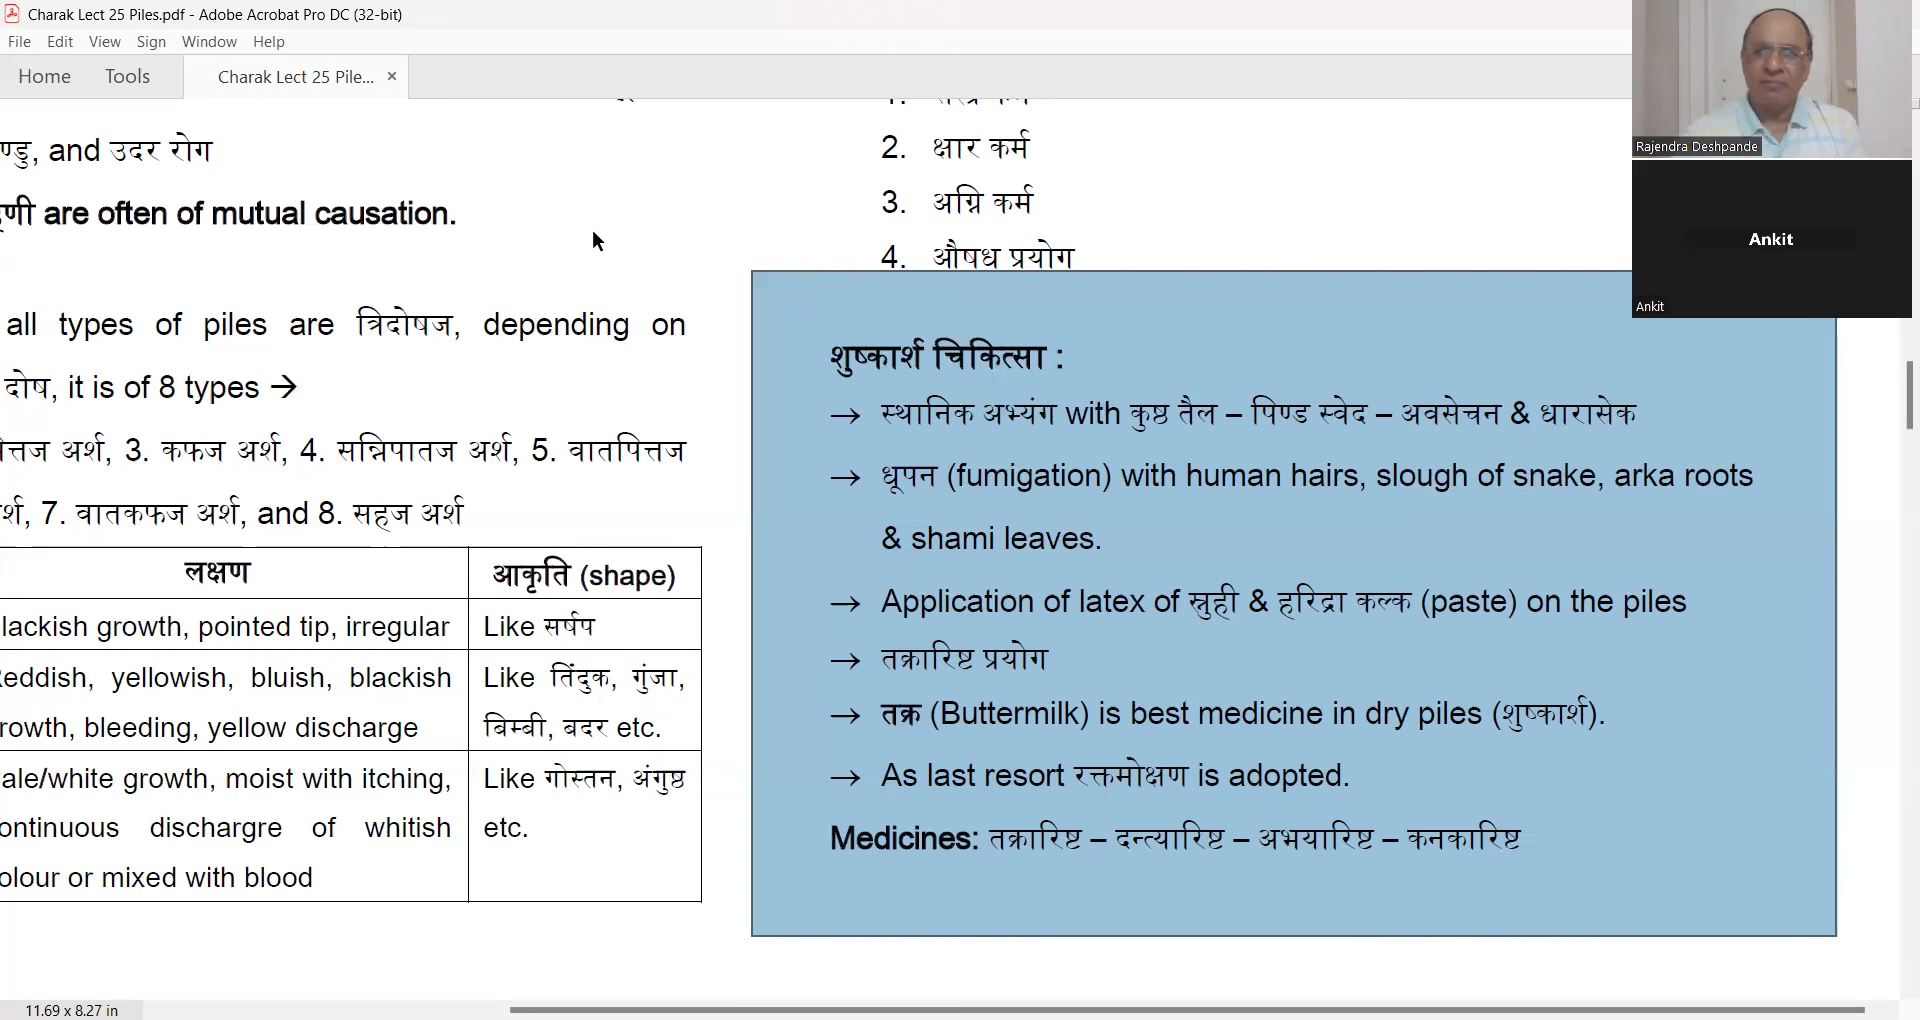 Charak Lect 25 Piles.pdf - Adobe Acrobat Pro DC (32-bit)
File Edit View Sign Window Help
Home Tools Charak Lect 25 Pile... ×
ण्डु, and उदर रोग
are often of mutual causation.
all types of piles are त्रिदोषज, depending on
दोष, it is of 8 types →
त्तज अर्श, 3. कफज अर्श, 4. सन्निपातज अर्श, 5. वातपित्तज
र्श, 7. वातकफज अर्श, and 8. सहज अर्श
लक्षण आकृति (shape)
lackish growth, pointed tip, irregular
Like सर्षप
eddish, yellowish, bluish, blackish
rowth, bleeding, yellow discharge
Like तिंदुक, गुंजा,
बिम्बी, बदर etc.
ale/white growth, moist with itching,
ontinuous dischargre of whitish
olour or mixed with blood
Like गोस्तन, अंगुष्ठ
etc.
2. क्षार कर्म
3. अग्नि कर्म
4. औषध प्रयोग
शुष्कार्श चिकित्सा :
→ स्थानिक अभ्यंग with कुष्ठ तैल – पिण्ड स्वेद – अवसेचन & धारासेक
→ धूपन (fumigation) with human hairs, slough of snake, arka roots
& shami leaves.
→ Application of latex of स्नुही & हरिद्रा कल्क (paste) on the piles
→ तक्रारिष्ट प्रयोग
→ तक्र (Buttermilk) is best medicine in dry piles (शुष्कार्श).
→ As last resort रक्तमोक्षण is adopted.
Medicines: तक्रारिष्ट – दन्त्यारिष्ट – अभयारिष्ट – कनकारिष्ट
Rajendra Deshpande
Ankit
Ankit
11.69 x 8.27 in